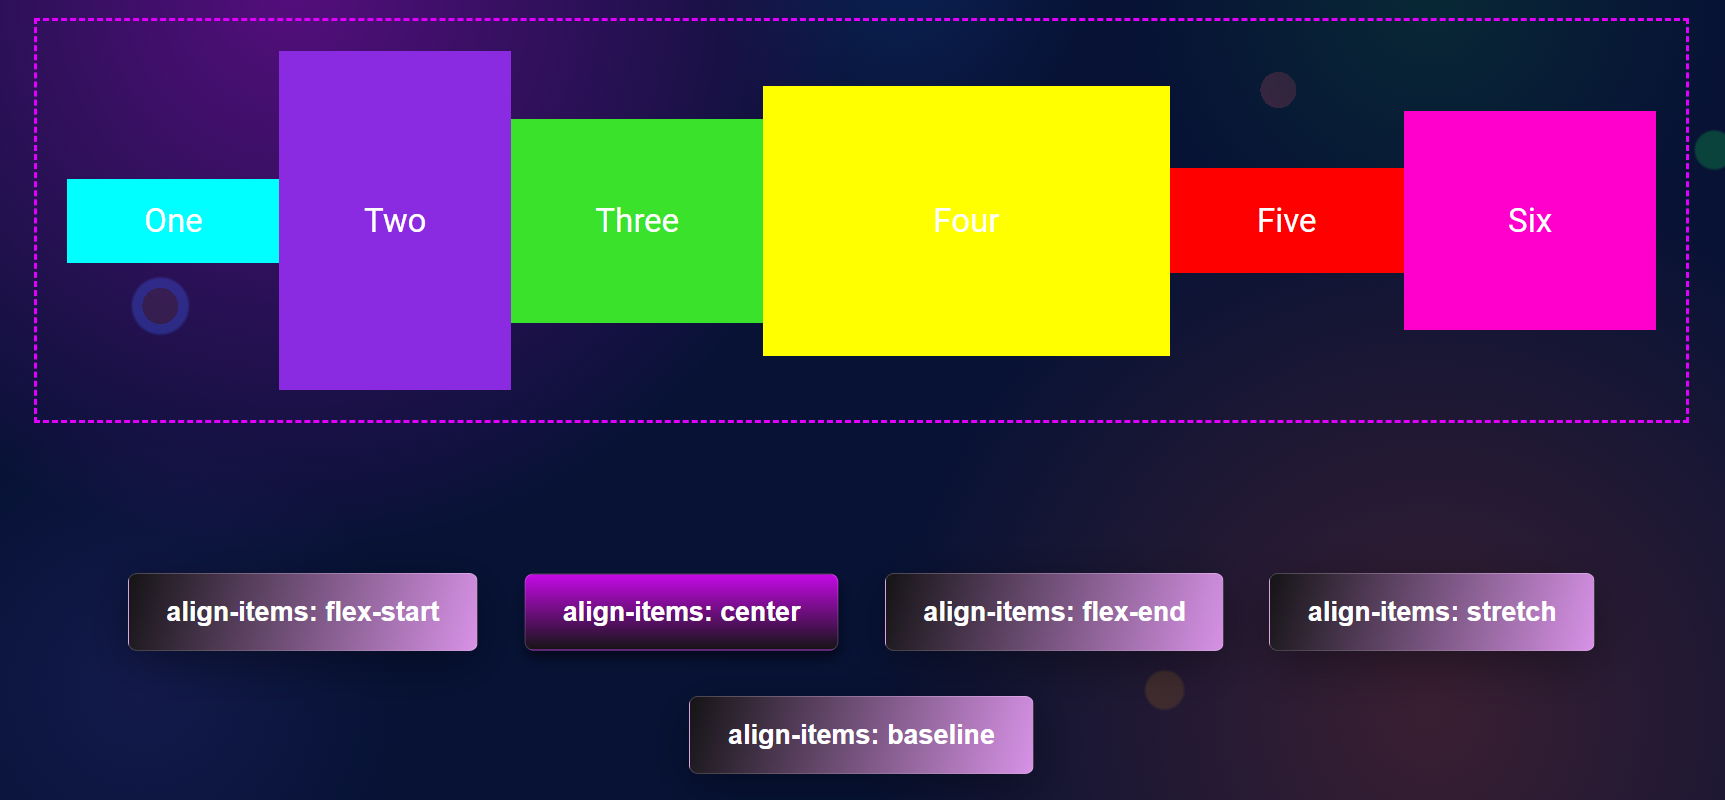 One Two Three Four Five Six
align-items: flex-start align-items: center align-items: flex-end align-items: stretch
align-items: baseline